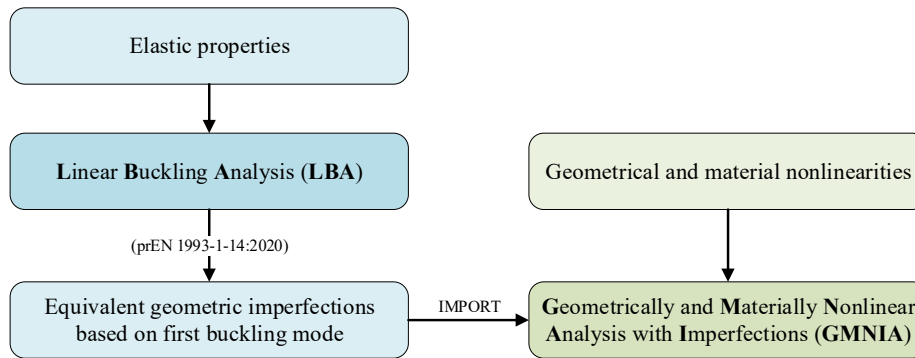 Elastic properties
Linear Buckling Analysis (LBA)
Geometrical and material nonlinearities
(prEN 1993-1-14:2020)
Equivalent geometric imperfections
based on first buckling mode
IMPORT
Geometrically and Materially Nonlinear
Analysis with Imperfections (GMNIA)